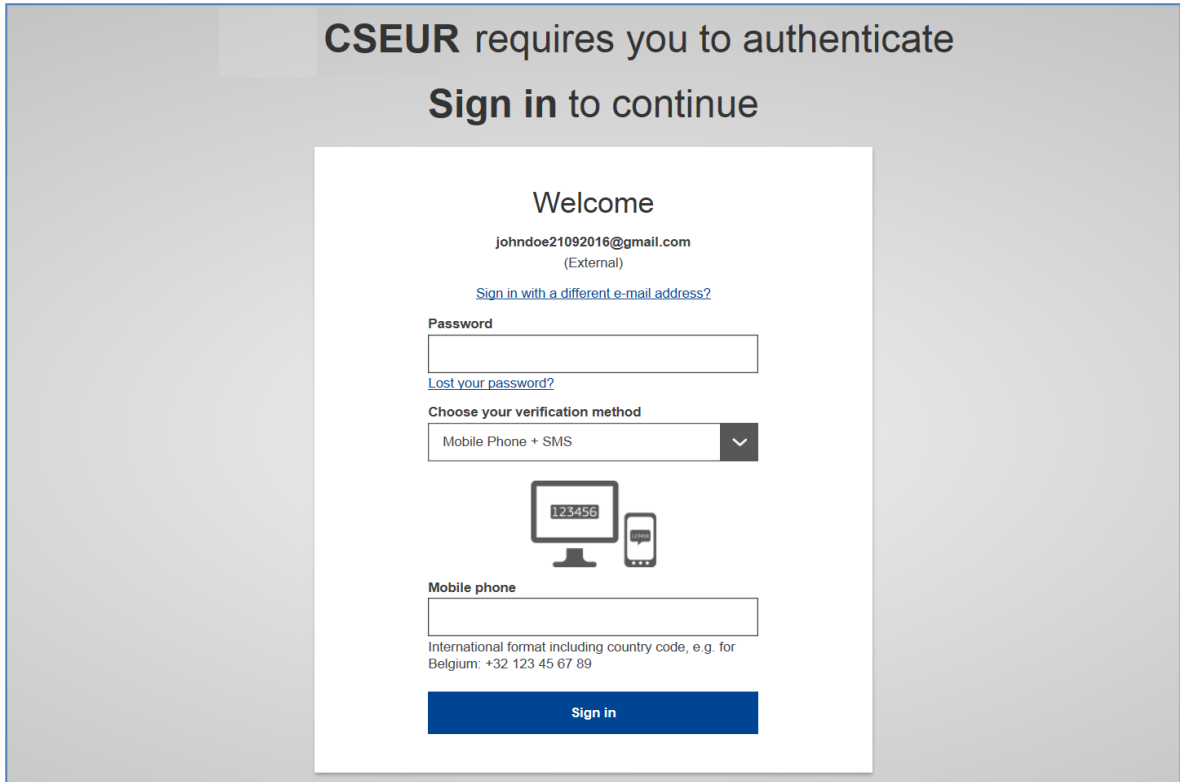 CSEUR requires you to authenticate
Sign in to continue
Welcome
johndoe21092016@gmail.com
(External)
Sign in with a different e-mail address?
Password
Lost your password?
Choose your verification method
Mobile Phone + SMS
123456
123456
Mobile phone
International format including country code, e.g. for
Belgium: +32 123 45 67 89
Sign in